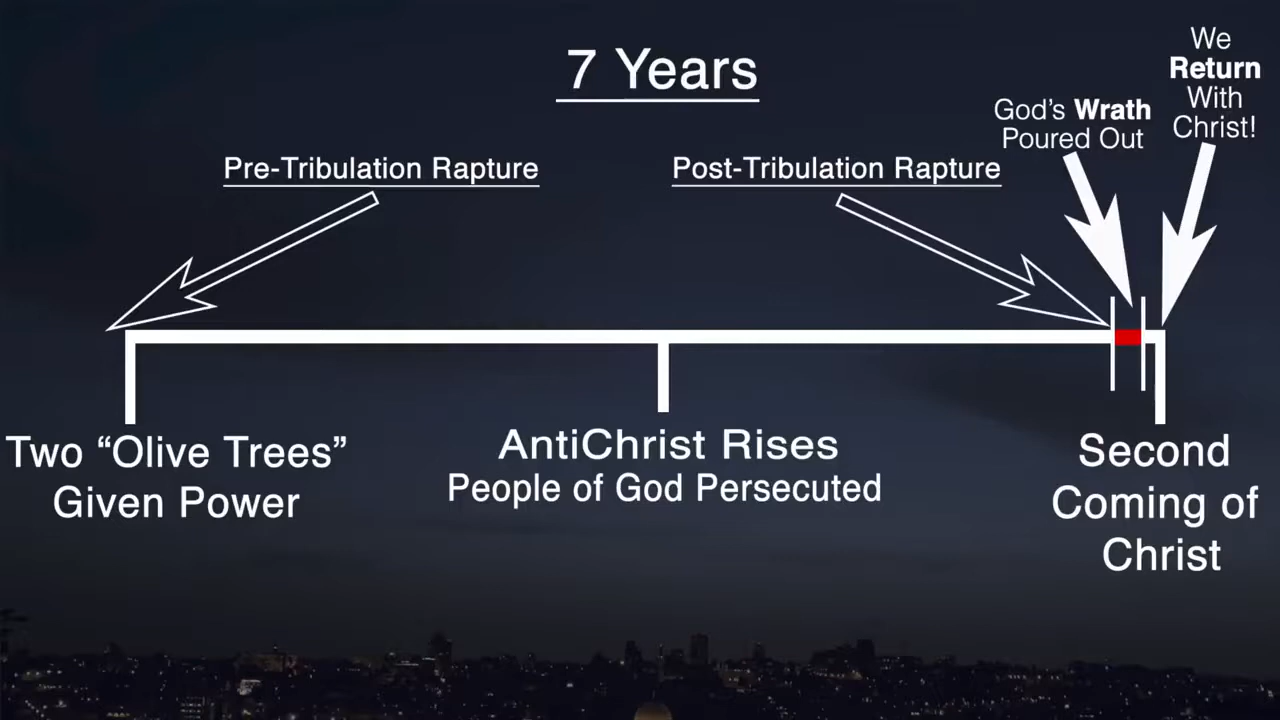 7 Years
We
Return
With
Christ!
God's Wrath
Poured Out
Pre-Tribulation Rapture
Post-Tribulation Rapture
Two “Olive Trees”
Given Power
AntiChrist Rises
People of God Persecuted
Second
Coming of
Christ